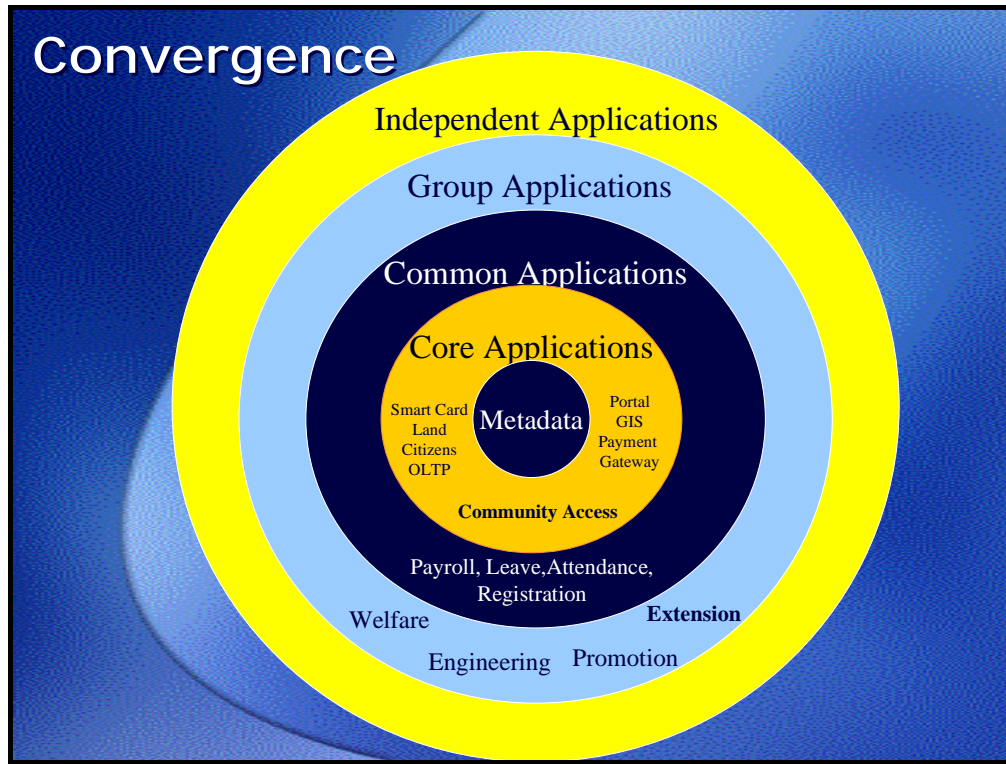 Convergence
Independent Applications
Group Applications
Common Applications
Core Applications
Smart Card
Land
Citizens
OLTP
Metadata
Portal
GIS
Payment
Gateway
Community Access
Payroll, Leave,Attendance,
Registration
Welfare
Extension
Engineering
Promotion